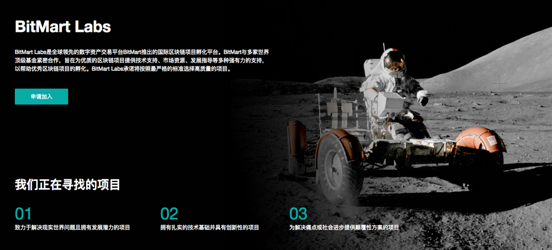 BitMart Labs
BitMart Labs是全球领先的数字资产交易平台BitMart推出的国际区块链项目孵化平台。BitMart与多家世界
顶级基金紧密合作，旨在为优质的区块链项目提供技术支持、市场资源、发展指导等多种强有力的支持，
以帮助优秀区块链项目的孵化。BitMart Labs承诺将按照最严格的标准选择高质量的项目。
申请加入
我们正在寻找的项目
01
致力于解决现实世界问题且拥有发展潜力的项目
02
拥有扎实的技术基础并具有创新性的项目
03
为解决痛点或社会进步提供颠覆性方案的项目